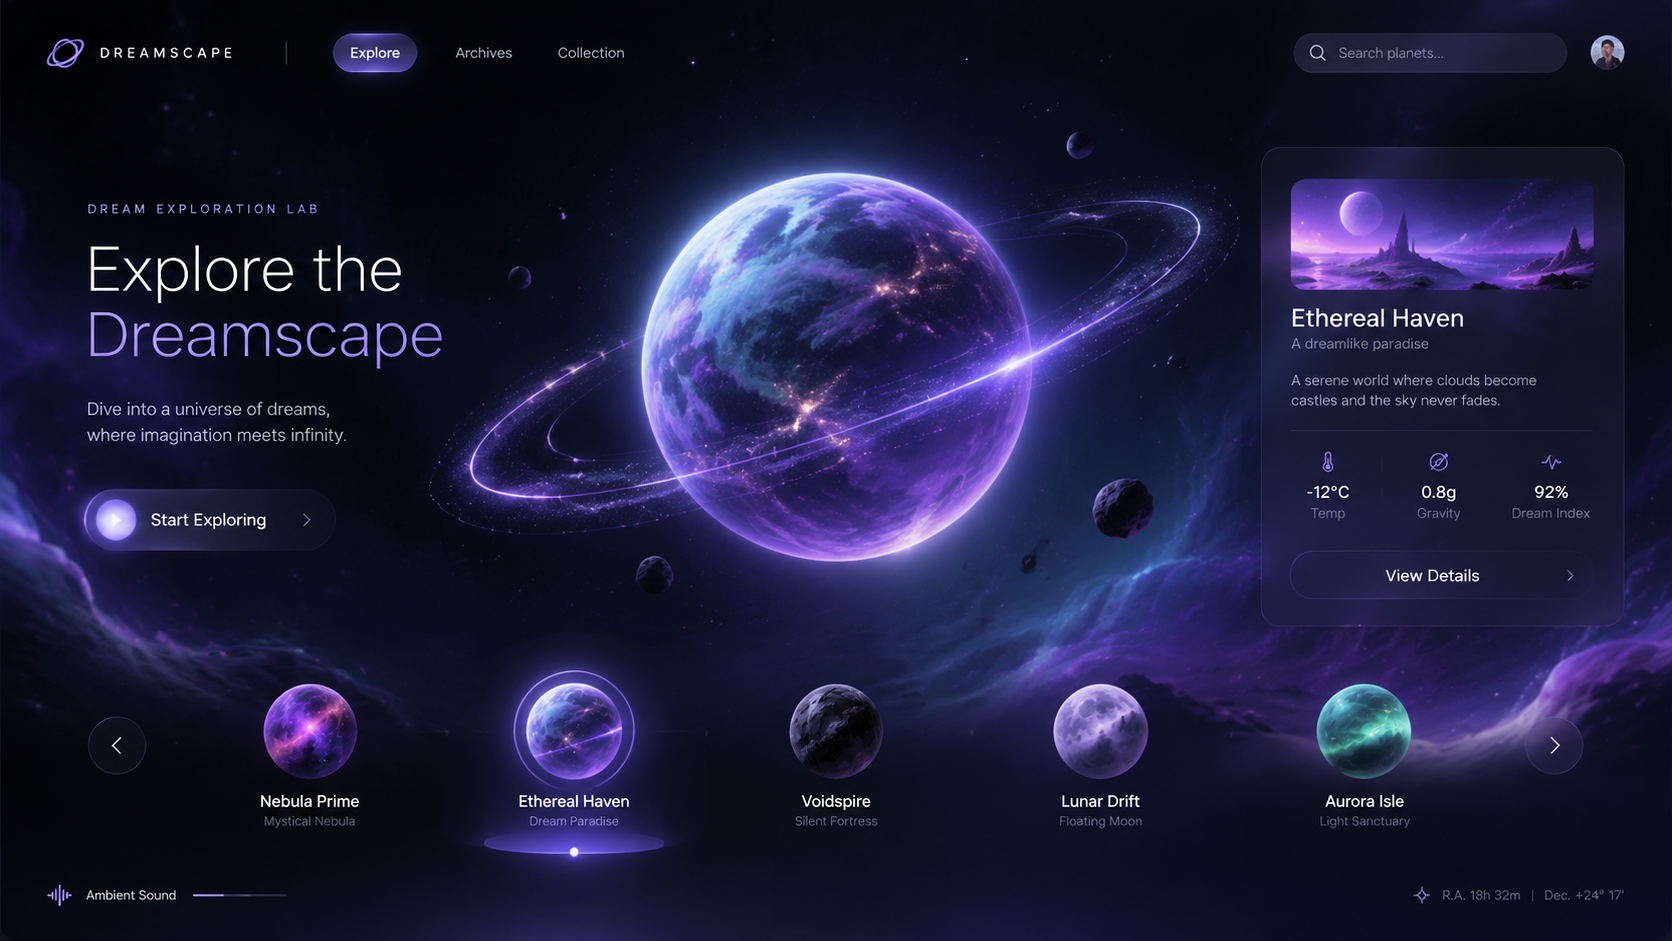 DREAMSCAPE
Explore
Archives
Collection
Search planets...
DREAM EXPLORATION LAB
Explore the
Dreamscape
Dive into a universe of dreams,
where imagination meets infinity.
Start Exploring
Ethereal Haven
A dreamlike paradise
A serene world where clouds become
castles and the sky never fades.
-12°C
Temp
0.8g
Gravity
92%
Dream Index
View Details
Nebula Prime
Mystical Nebula
Ethereal Haven
Dream Paradise
Voidspire
Silent Fortress
Lunar Drift
Floating Moon
Aurora Isle
Light Sanctuary
Ambient Sound
R.A. 18h 32m | Dec. +24° 17'